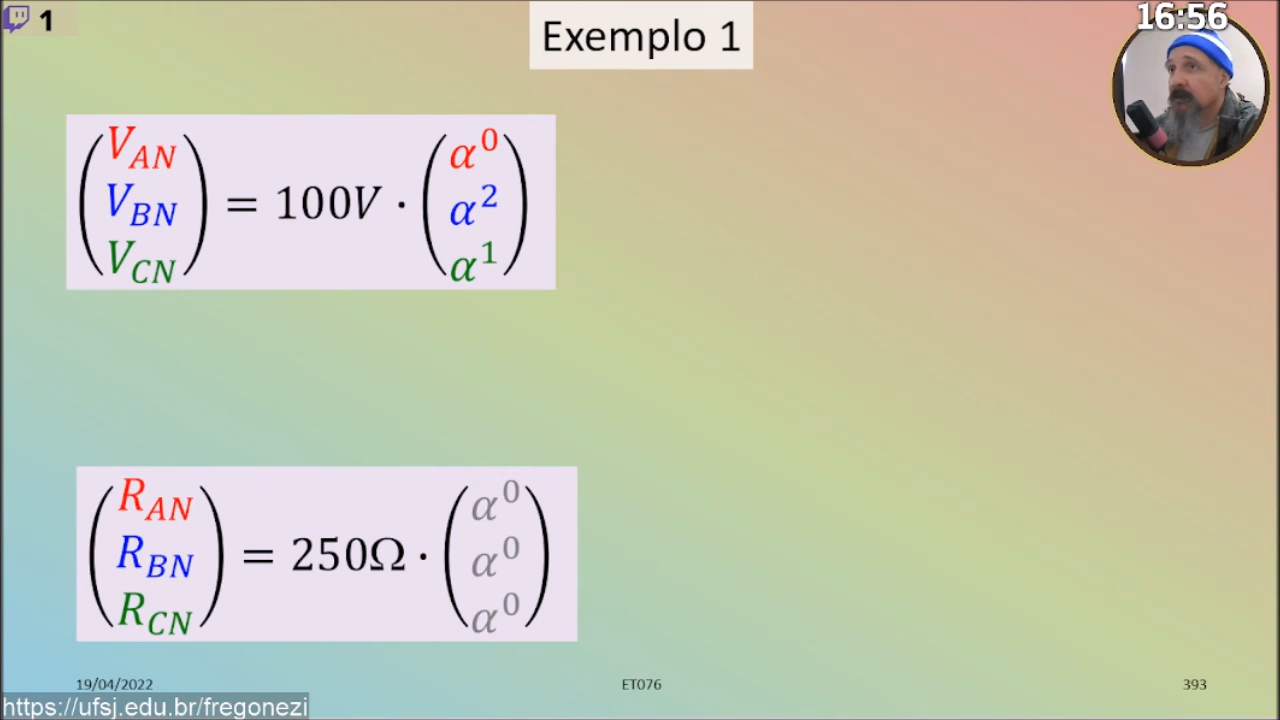 1
16:56
Exemplo 1
(V_AN V_BN V_CN) = 100V · (α^0 α^2 α^1)
(R_AN R_BN R_CN) = 250Ω · (α^0 α^0 α^0)
19/04/2022
ET076
393
https://ufsj.edu.br/fregonezi